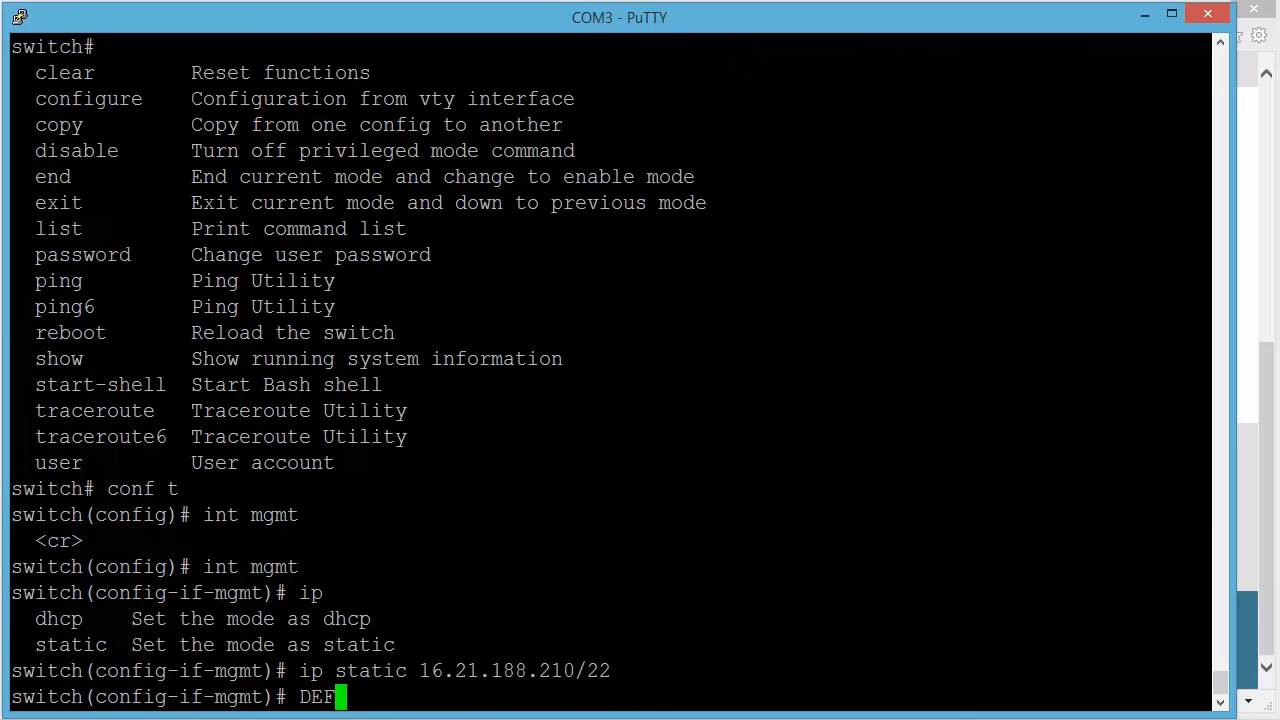 COM3 - PuTTY
switch#
clear Reset functions
configure Configuration from vty interface
copy Copy from one config to another
disable Turn off privileged mode command
end End current mode and change to enable mode
exit Exit current mode and down to previous mode
list Print command list
password Change user password
ping Ping Utility
ping6 Ping Utility
reboot Reload the switch
show Show running system information
start-shell Start Bash shell
traceroute Traceroute Utility
traceroute6 Traceroute Utility
user User account
switch# conf t
switch(config)# int mgmt
<cr>
switch(config)# int mgmt
switch(config-if-mgmt)# ip
dhcp Set the mode as dhcp
static Set the mode as static
switch(config-if-mgmt)# ip static 16.21.188.210/22
switch(config-if-mgmt)# DEF